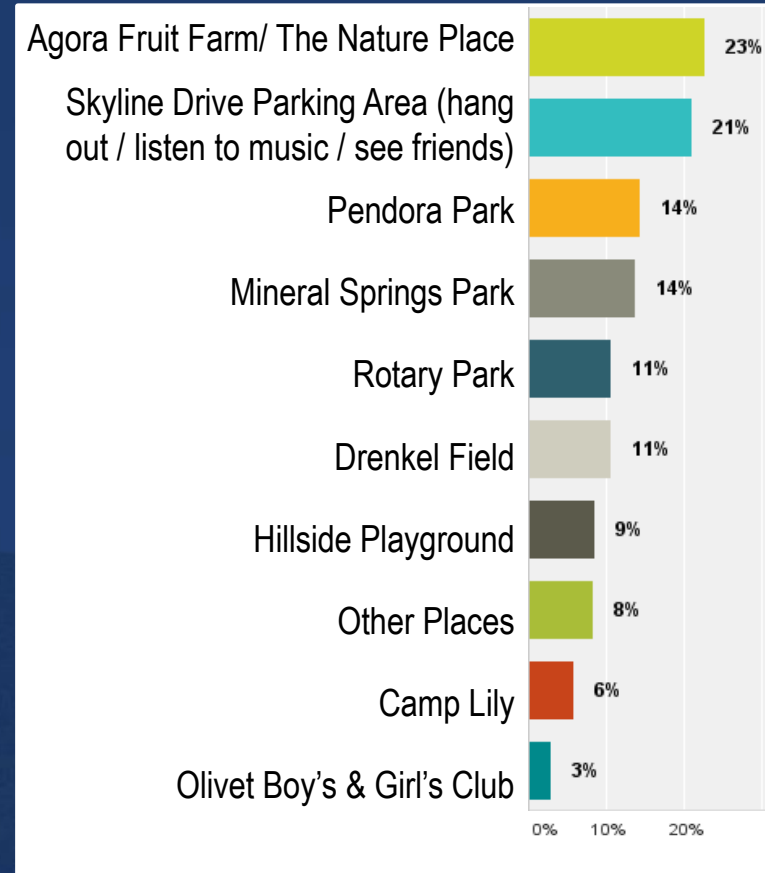 Agora Fruit Farm/ The Nature Place
23%
Skyline Drive Parking Area (hang
out / listen to music / see friends)
21%
Pendora Park
14%
Mineral Springs Park
14%
Rotary Park
11%
Drenkel Field
11%
Hillside Playground
9%
Other Places
8%
Camp Lily
6%
Olivet Boy's & Girl's Club
3%
0% 10% 20%